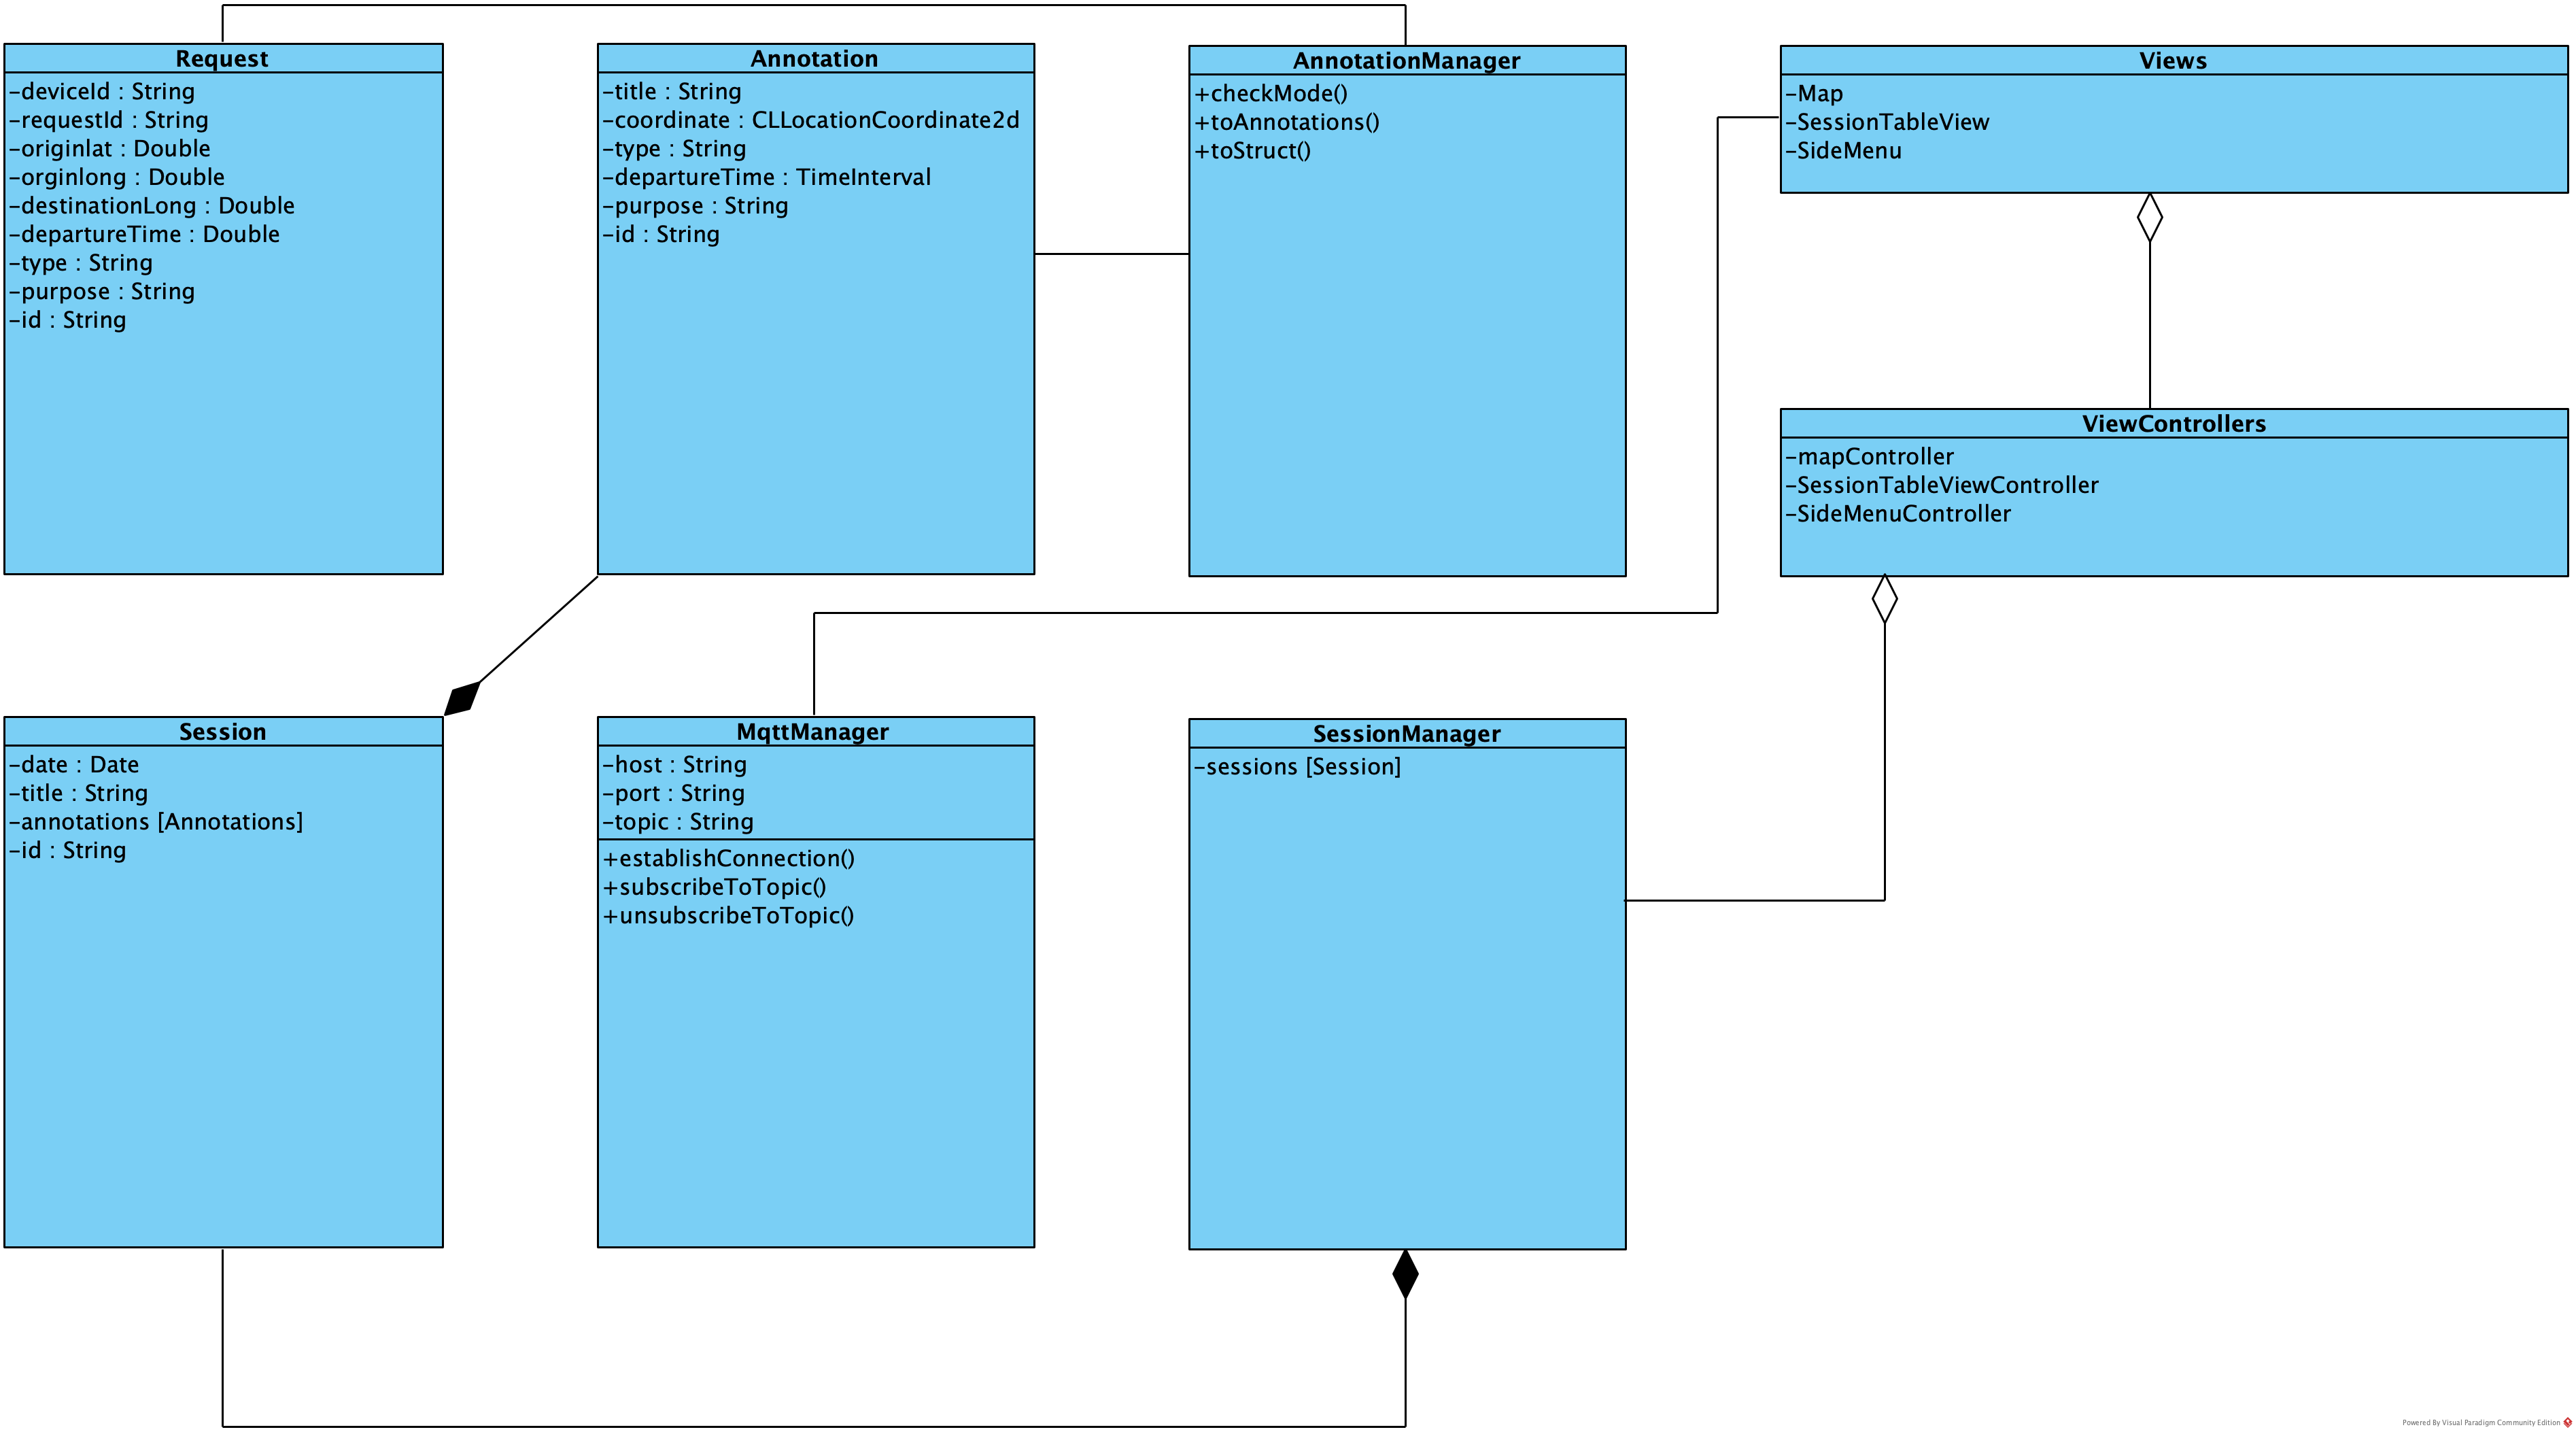 Request
-deviceId : String
-requestId : String
-originlat : Double
-orginlong : Double
-destinationLong : Double
-departureTime : Double
-type : String
-purpose : String
-id : String
Annotation
-title : String
-coordinate : CLLocationCoordinate2d
-type : String
-departureTime : TimeInterval
-purpose : String
-id : String
AnnotationManager
+checkMode()
+toAnnotations()
+toStruct()
Views
-Map
-SessionTableView
-SideMenu
ViewControllers
-mapController
-SessionTableViewController
-SideMenuController
Session
-date : Date
-title : String
-annotations [Annotations]
-id : String
MqttManager
-host : String
-port : String
-topic : String
+establishConnection()
+subscribeToTopic()
+unsubscribeToTopic()
SessionManager
-sessions [Session]
Powered By Visual Paradigm Community Edition